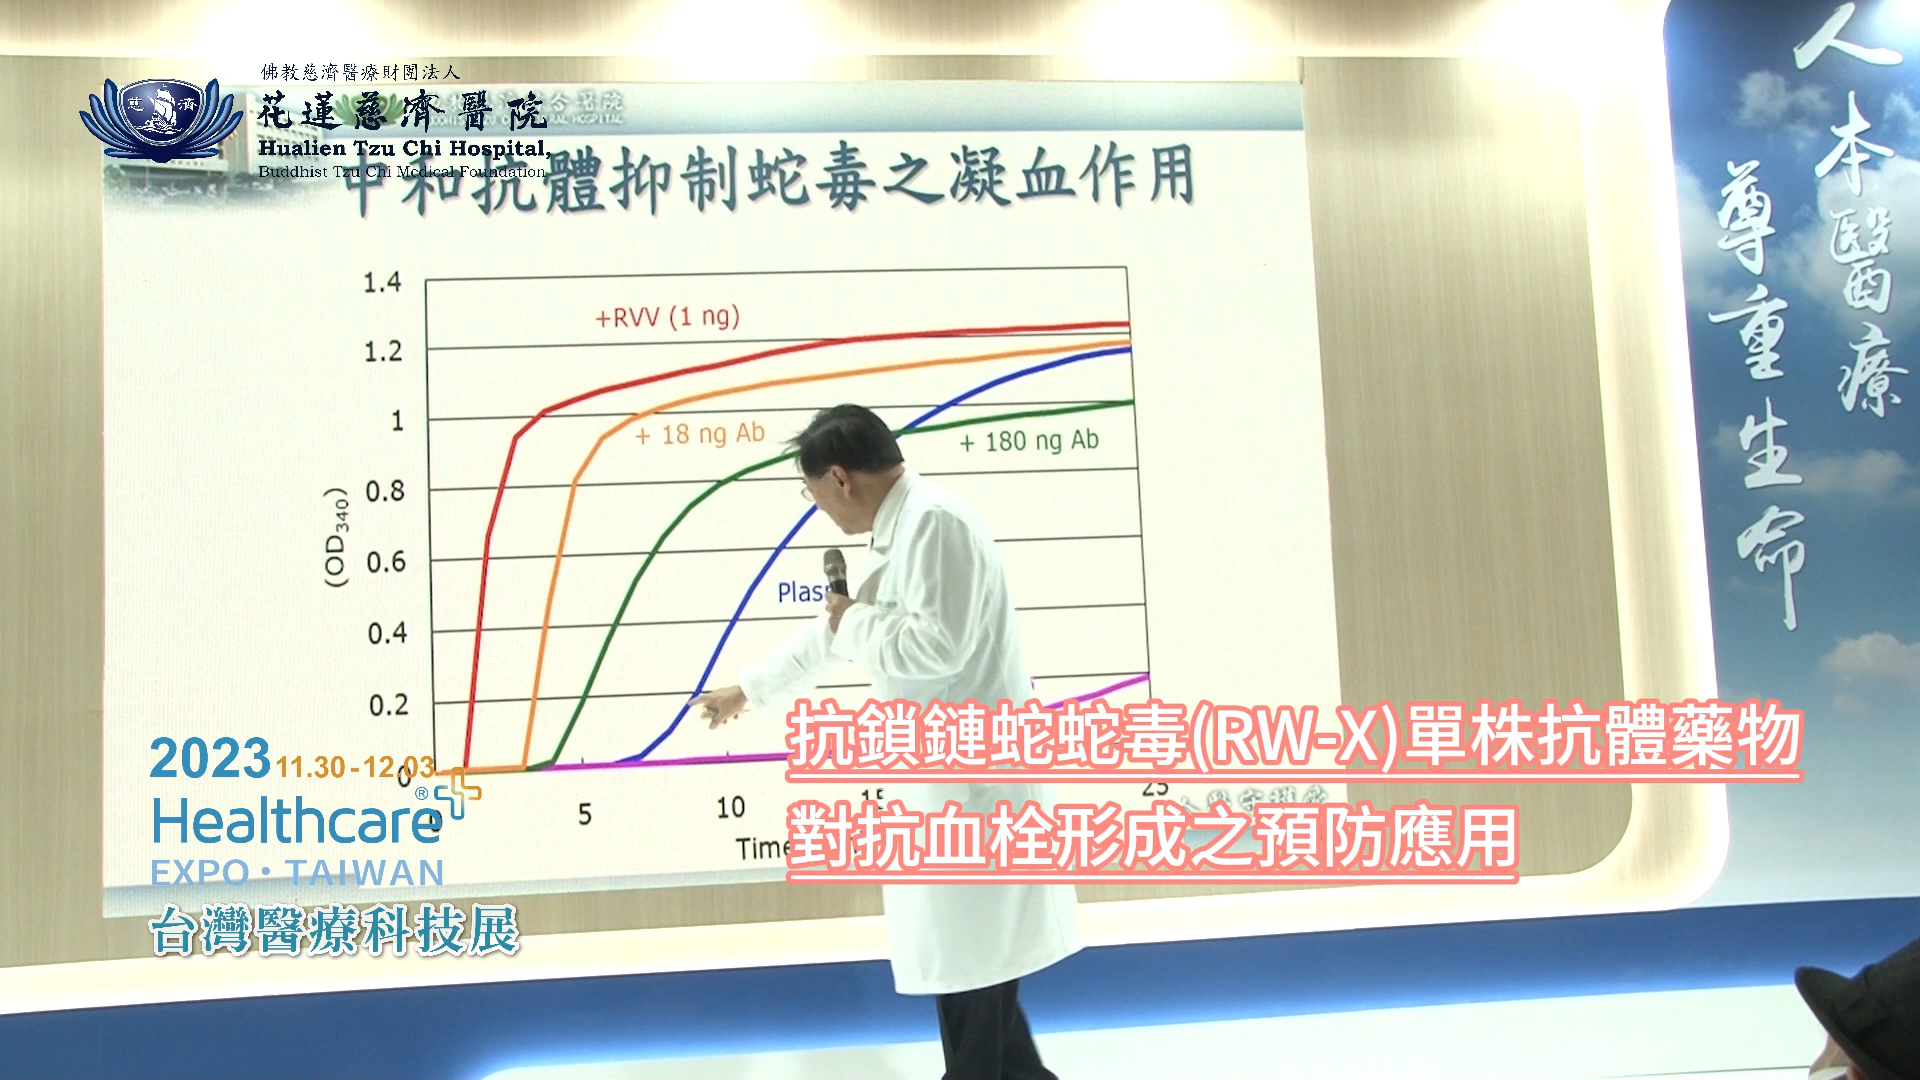 佛教慈濟醫療財團法人
花蓮慈濟醫院
Hualien Tzu Chi Hospital,
Buddhist Tzu Chi Medical Foundation
慈濟
中和抗體抑制蛇毒之凝血作用
1.4
1.2
1
0.8
0.6
0.4
0.2
0
(OD340)
+RVV (1 ng)
+ 18 ng Ab
+ 180 ng Ab
Plas
0
5
10
15
25
Time
人本醫療
尊重生命
抗鎖鏈蛇蛇毒(RW-X)單株抗體藥物
對抗血栓形成之預防應用
2023 11.30-12.03
Healthcare®
EXPO·TAIWAN
台灣醫療科技展